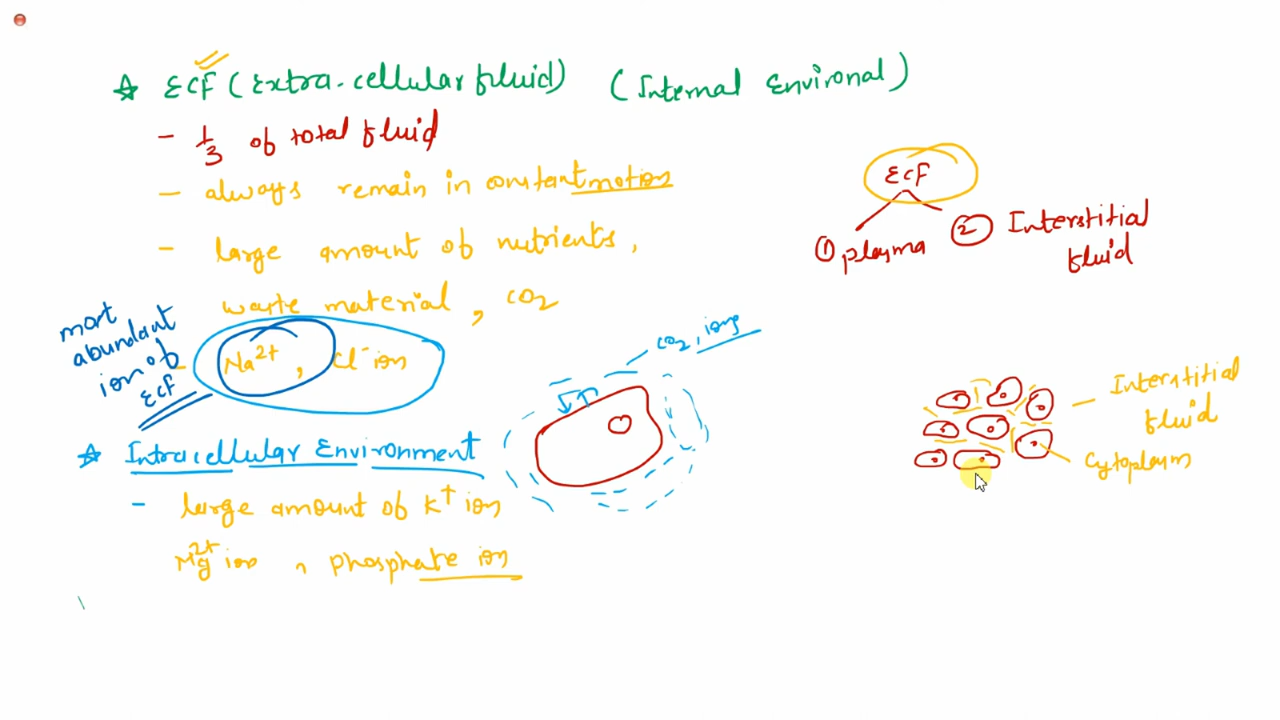 ☆ ECF (Extra-cellular fluid) (Internal Environal)
- 1/3 of total fluid
- always remain in constant motion
- large amount of nutrients,
waste material, CO2
- Na2+, Cl- ion
most
abundant
ion of
ECF
☆ Intracellular Environment
- large amount of K+ ion
Mg2+ ion, phosphate ion
CO2, ions
ECF
① plasma
② Interstitial
fluid
Interstitial
fluid
Cytoplasm